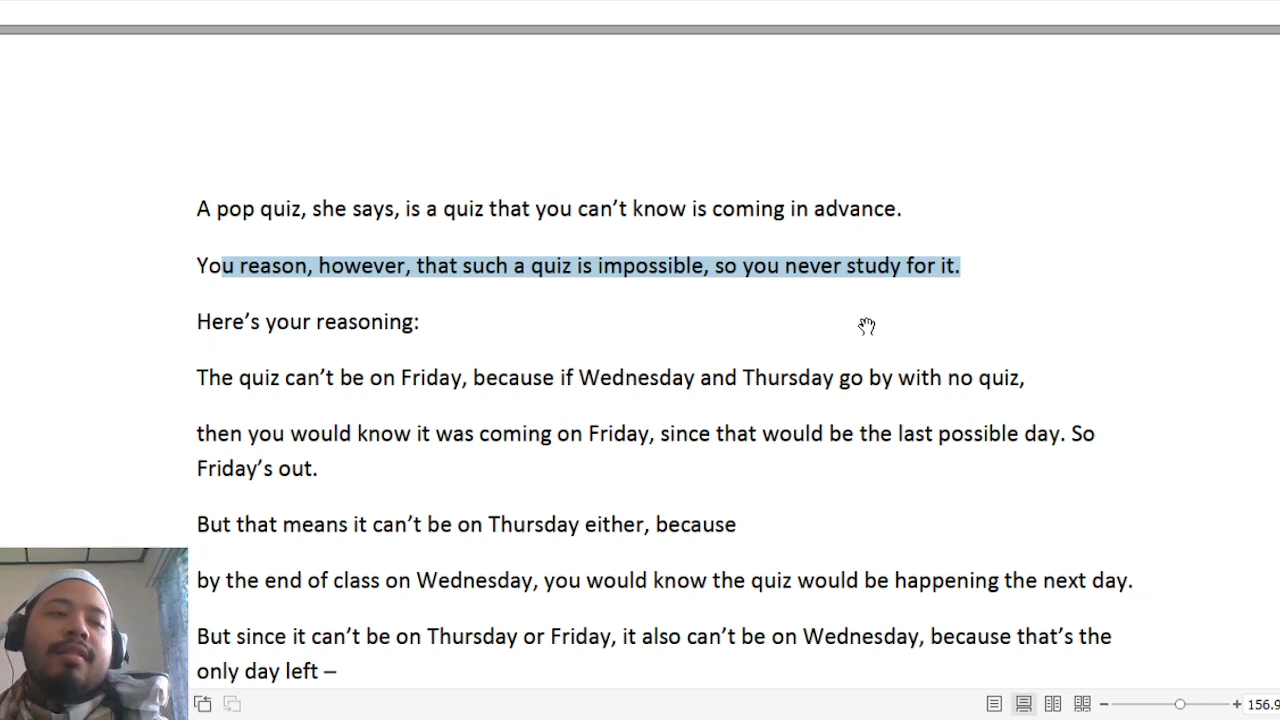 A pop quiz, she says, is a quiz that you can’t know is coming in advance.
You reason, however, that such a quiz is impossible, so you never study for it.
Here’s your reasoning:
The quiz can’t be on Friday, because if Wednesday and Thursday go by with no quiz,
then you would know it was coming on Friday, since that would be the last possible day. So
Friday’s out.
But that means it can’t be on Thursday either, because
by the end of class on Wednesday, you would know the quiz would be happening the next day.
But since it can’t be on Thursday or Friday, it also can’t be on Wednesday, because that’s the
only day left –
156.9